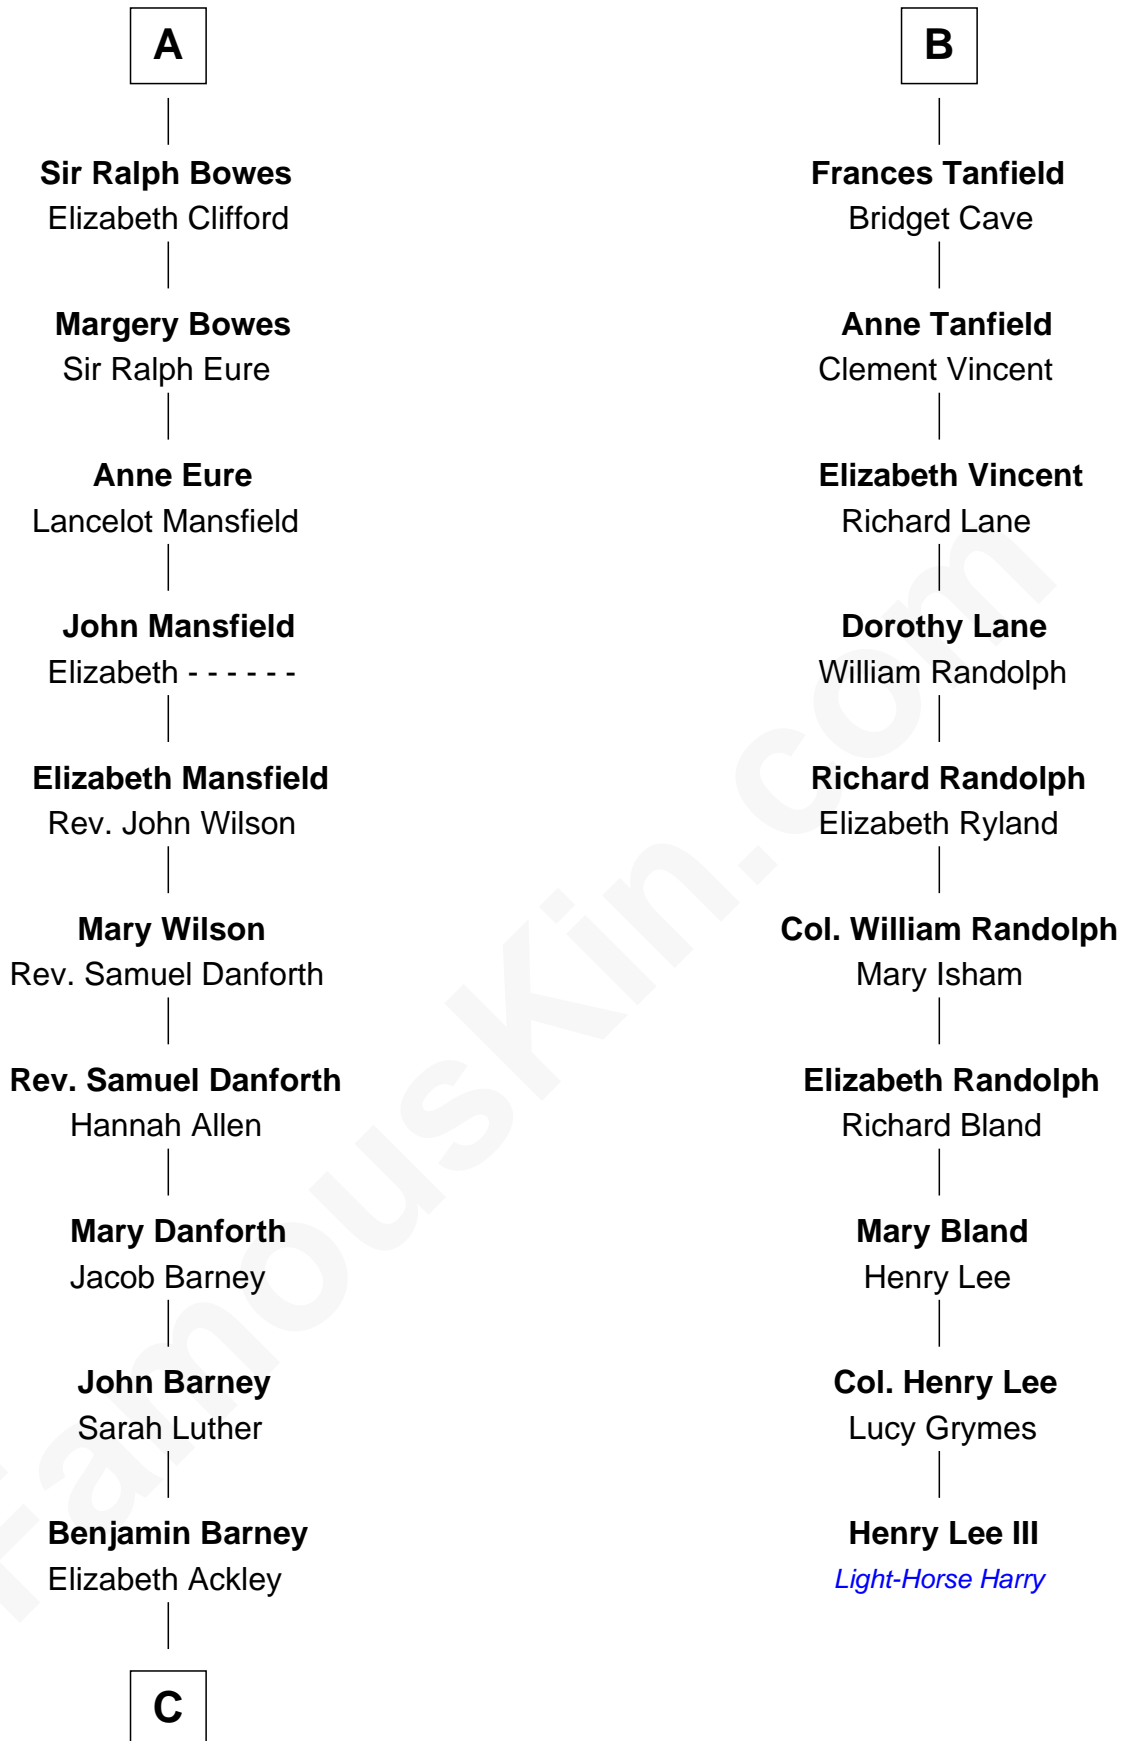 A
Sir Ralph Bowes
Elizabeth Clifford
Margery Bowes
Sir Ralph Eure
Anne Eure
Lancelot Mansfield
John Mansfield
Elizabeth - - - - - -
Elizabeth Mansfield
Rev. John Wilson
Mary Wilson
Rev. Samuel Danforth
Rev. Samuel Danforth
Hannah Allen
Mary Danforth
Jacob Barney
John Barney
Sarah Luther
Benjamin Barney
Elizabeth Ackley
C
B
Frances Tanfield
Bridget Cave
Anne Tanfield
Clement Vincent
Elizabeth Vincent
Richard Lane
Dorothy Lane
William Randolph
Richard Randolph
Elizabeth Ryland
Col. William Randolph
Mary Isham
Elizabeth Randolph
Richard Bland
Mary Bland
Henry Lee
Col. Henry Lee
Lucy Grymes
Henry Lee III
Light-Horse Harry
FamousKin.com